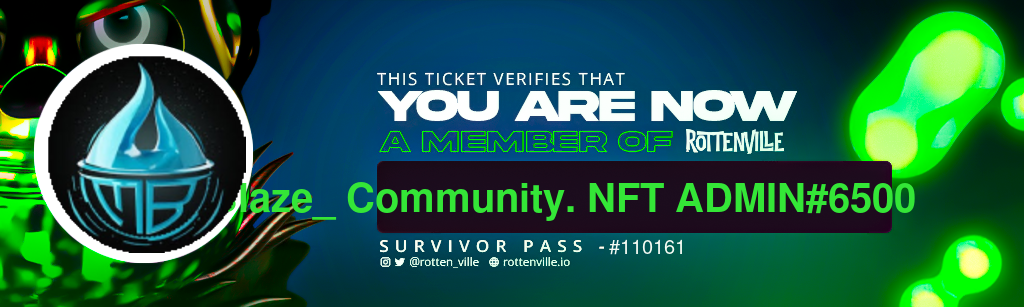 THIS TICKET VERIFIES THAT
YOU ARE NOW
A MEMBER OF ROTTENVILLE
MB
laze_ Community. NFT ADMIN#6500
SURVIVOR PASS - #110161
@rotten_ville rottenville.io